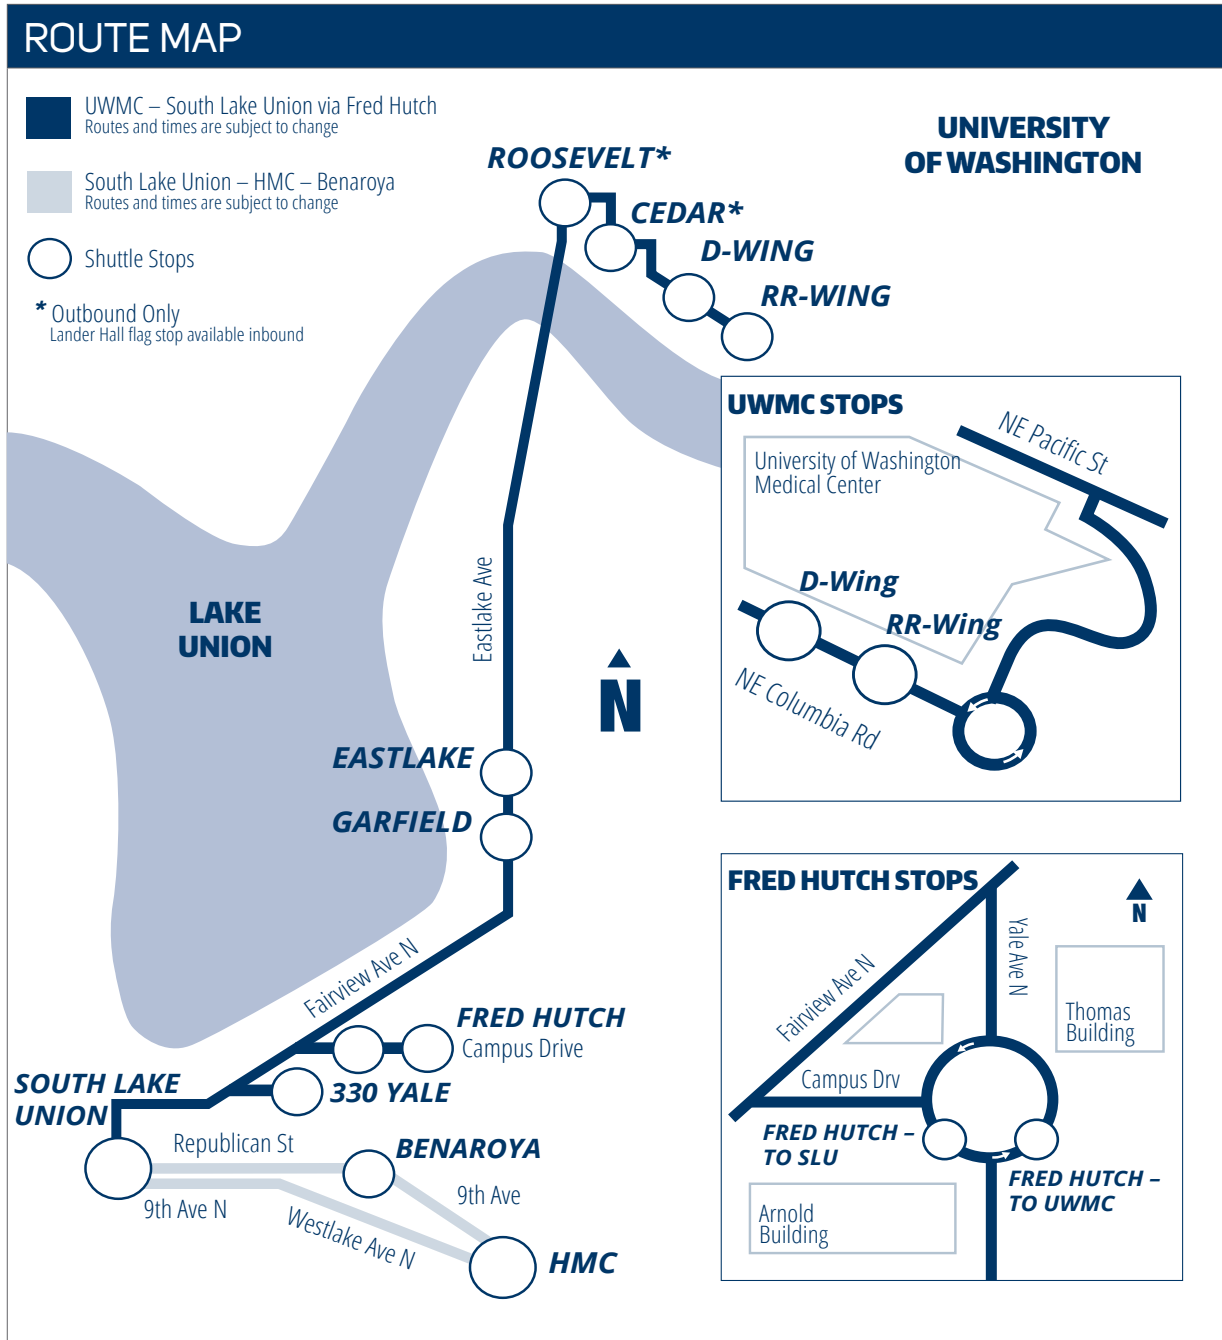 ROUTE MAP
UWMC – South Lake Union via Fred Hutch
Routes and times are subject to change
South Lake Union – HMC – Benaroya
Routes and times are subject to change
Shuttle Stops
* Outbound Only
Lander Hall flag stop available inbound
UNIVERSITY
OF WASHINGTON
ROOSEVELT*
CEDAR*
D-WING
RR-WING
LAKE
UNION
Eastlake Ave
N
EASTLAKE
GARFIELD
Fairview Ave N
FRED HUTCH
Campus Drive
330 YALE
SOUTH LAKE
UNION
Republican St
BENAROYA
9th Ave N
9th Ave
Westlake Ave N
HMC
UWMC STOPS
NE Pacific St
University of Washington
Medical Center
D-Wing
RR-Wing
NE Columbia Rd
FRED HUTCH STOPS
N
Yale Ave N
Fairview Ave N
Thomas
Building
Campus Drv
FRED HUTCH –
TO SLU
FRED HUTCH –
TO UWMC
Arnold
Building